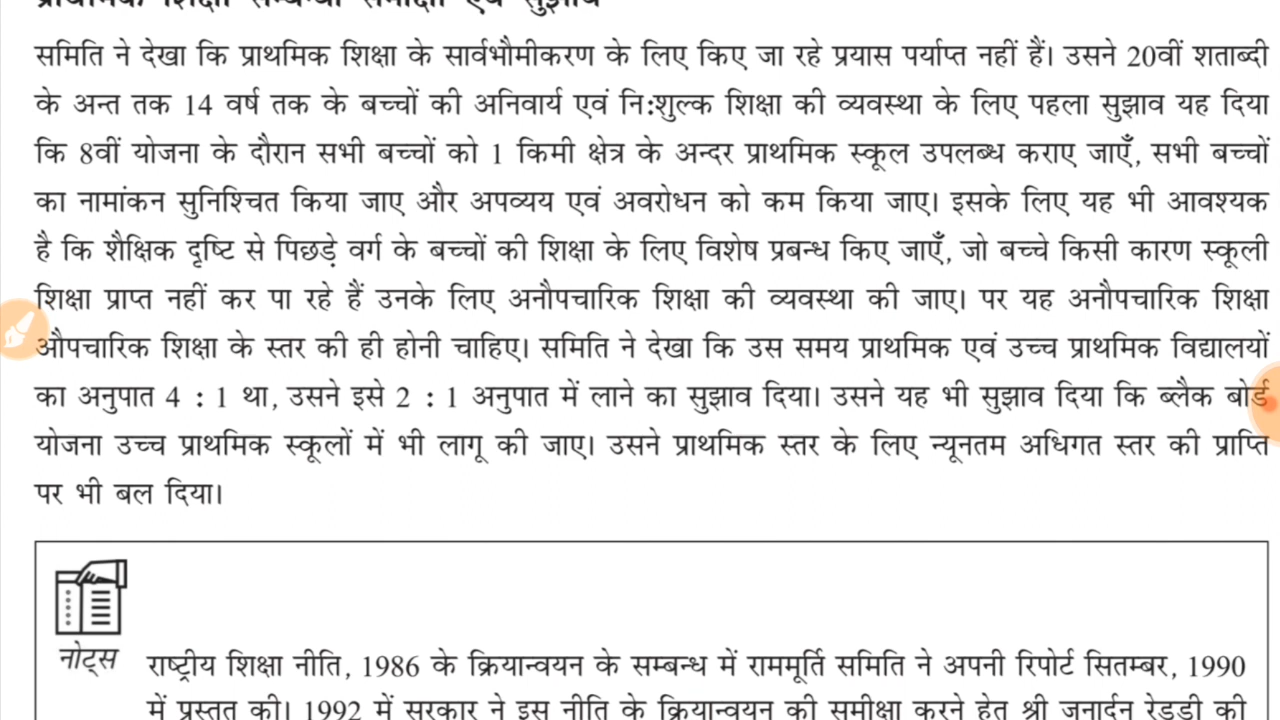 प्राथमिक शिक्षा सम्बन्धी समीक्षा एवं सुझाव
समिति ने देखा कि प्राथमिक शिक्षा के सार्वभौमीकरण के लिए किए जा रहे प्रयास पर्याप्त नहीं हैं। उसने 20वीं शताब्दी
के अन्त तक 14 वर्ष तक के बच्चों की अनिवार्य एवं नि:शुल्क शिक्षा की व्यवस्था के लिए पहला सुझाव यह दिया
कि 8वीं योजना के दौरान सभी बच्चों को 1 किमी क्षेत्र के अन्दर प्राथमिक स्कूल उपलब्ध कराए जाएँ, सभी बच्चों
का नामांकन सुनिश्चित किया जाए और अपव्यय एवं अवरोधन को कम किया जाए। इसके लिए यह भी आवश्यक
है कि शैक्षिक दृष्टि से पिछड़े वर्ग के बच्चों की शिक्षा के लिए विशेष प्रबन्ध किए जाएँ, जो बच्चे किसी कारण स्कूली
शिक्षा प्राप्त नहीं कर पा रहे हैं उनके लिए अनौपचारिक शिक्षा की व्यवस्था की जाए। पर यह अनौपचारिक शिक्षा
औपचारिक शिक्षा के स्तर की ही होनी चाहिए। समिति ने देखा कि उस समय प्राथमिक एवं उच्च प्राथमिक विद्यालयों
का अनुपात 4 : 1 था, उसने इसे 2 : 1 अनुपात में लाने का सुझाव दिया। उसने यह भी सुझाव दिया कि ब्लैक बोर्ड
योजना उच्च प्राथमिक स्कूलों में भी लागू की जाए। उसने प्राथमिक स्तर के लिए न्यूनतम अधिगत स्तर की प्राप्ति
पर भी बल दिया।
नोट्स
राष्ट्रीय शिक्षा नीति, 1986 के क्रियान्वयन के सम्बन्ध में राममूर्ति समिति ने अपनी रिपोर्ट सितम्बर, 1990
में प्रस्तुत की। 1992 में सरकार ने इस नीति के क्रियान्वयन की समीक्षा करने हेतु श्री जनार्दन रेड्डी की